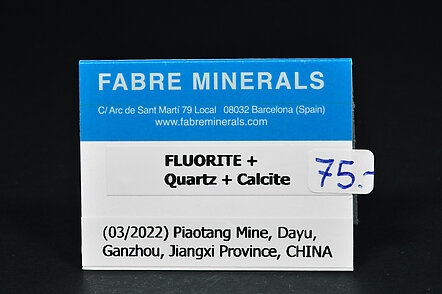 FABRE MINERALS
C/ Arc de Sant Martí 79 Local 08032 Barcelona (Spain)
www.fabreminerals.com
FLUORITE +
Quartz + Calcite
75.-
(03/2022) Piaotang Mine, Dayu,
Ganzhou, Jiangxi Province, CHINA